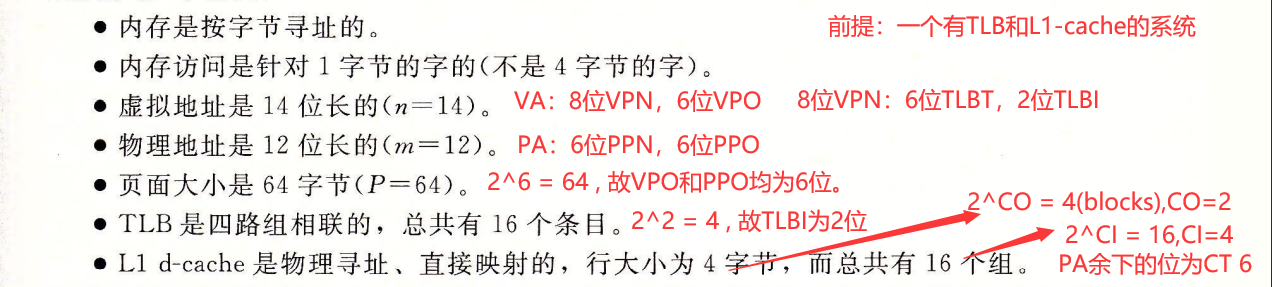 ● 内存是按字节寻址的。 前提：一个有TLB和L1-cache的系统
● 内存访问是针对 1 字节的字的(不是 4 字节的字)。
● 虚拟地址是 14 位长的(n=14)。 VA：8位VPN，6位VPO 8位VPN：6位TLBT，2位TLBI
● 物理地址是 12 位长的(m=12)。 PA：6位PPN，6位PPO
● 页面大小是 64 字节(P=64)。 2^6 = 64 , 故VPO和PPO均为6位。
2^CO = 4(blocks),CO=2
● TLB 是四路组相联的，总共有 16 个条目。 2^2 = 4 , 故TLBI为2位
2^CI = 16,CI=4
● L1 d-cache 是物理寻址、直接映射的，行大小为 4 字节，而总共有 16 个组。 PA余下的位为CT 6